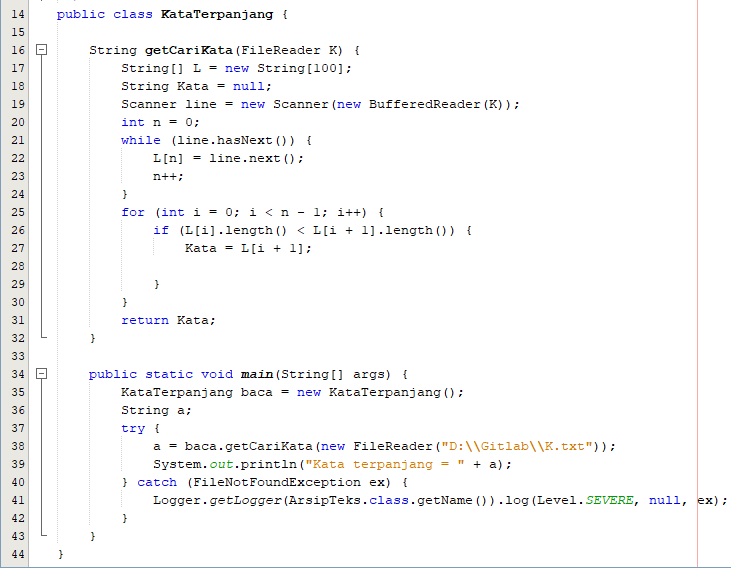 14 public class KataTerpanjang {
15
16     String getCariKata(FileReader K) {
17         String[] L = new String[100];
18         String Kata = null;
19         Scanner line = new Scanner(new BufferedReader(K));
20         int n = 0;
21         while (line.hasNext()) {
22             L[n] = line.next();
23             n++;
24         }
25         for (int i = 0; i < n - 1; i++) {
26             if (L[i].length() < L[i + 1].length()) {
27                 Kata = L[i + 1];
28
29             }
30         }
31         return Kata;
32     }
33
34     public static void main(String[] args) {
35         KataTerpanjang baca = new KataTerpanjang();
36         String a;
37         try {
38             a = baca.getCariKata(new FileReader("D:\\Gitlab\\K.txt"));
39             System.out.println("Kata terpanjang = " + a);
40         } catch (FileNotFoundException ex) {
41             Logger.getLogger(ArsipTeks.class.getName()).log(Level.SEVERE, null, ex);
42         }
43     }
44 }